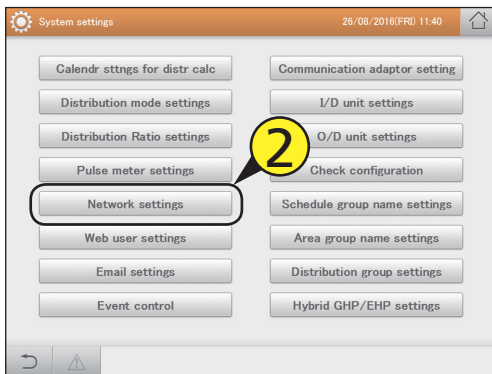 System settings
26/08/2016(FRI) 11:40
Calendr sttngs for distr calc
Communication adaptor setting
Distribution mode settings
I/D unit settings
Distribution Ratio settings
O/D unit settings
2
Pulse meter settings
Check configuration
Network settings
Schedule group name settings
Web user settings
Area group name settings
Email settings
Distribution group settings
Event control
Hybrid GHP/EHP settings